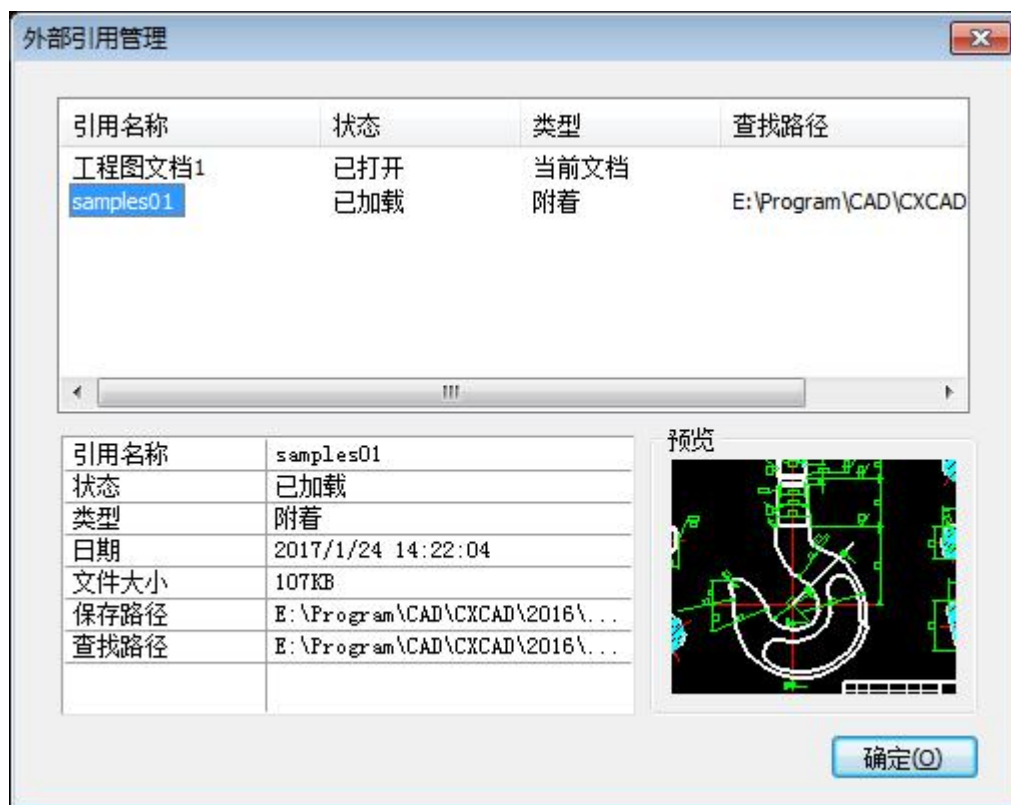 外部引用管理
引用名称 状态 类型 查找路径
工程图文档1 已打开 当前文档
samples01 已加载 附着 E:\Program\CAD\CXCAD
引用名称 samples01
状态 已加载
类型 附着
日期 2017/1/24 14:22:04
文件大小 107KB
保存路径 E:\Program\CAD\CXCAD\2016\...
查找路径 E:\Program\CAD\CXCAD\2016\...
预览
确定(O)